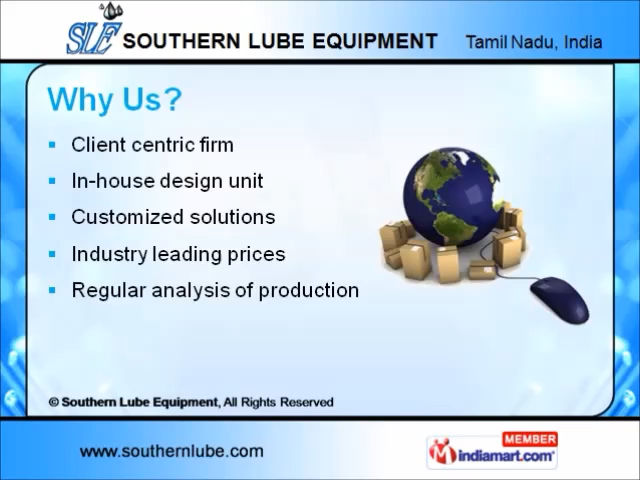 SLE SOUTHERN LUBE EQUIPMENT Tamil Nadu, India
Why Us?
▪ Client centric firm
▪ In-house design unit
▪ Customized solutions
▪ Industry leading prices
▪ Regular analysis of production
© Southern Lube Equipment, All Rights Reserved
www.southernlube.com
MEMBER
indiamart.com